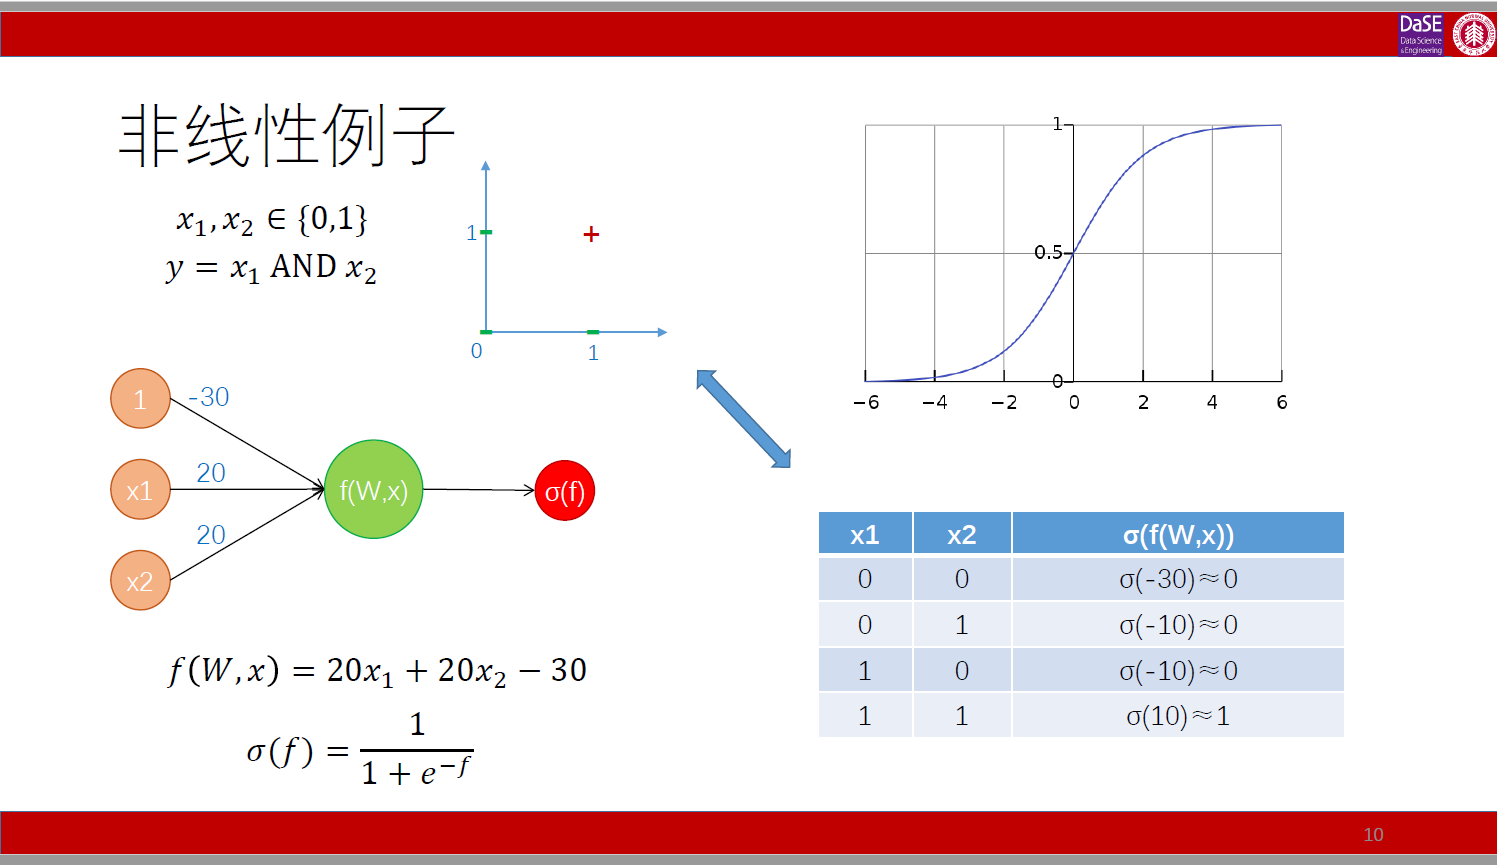 DaSE
Data Science
& Engineering
非线性例子
x₁, x₂ ∈ {0,1}
y = x₁ AND x₂
1
+
0
1
1
0.5
0
−6 −4 −2 0 2 4 6
1
-30
x1
20
f(W,x)
σ(f)
20
x2
f(W, x) = 20x₁ + 20x₂ − 30
σ(f) = 1 / (1 + e^{−f})
x1 x2 σ(f(W,x))
0 0 σ(-30)≈0
0 1 σ(-10)≈0
1 0 σ(-10)≈0
1 1 σ(10)≈1
10